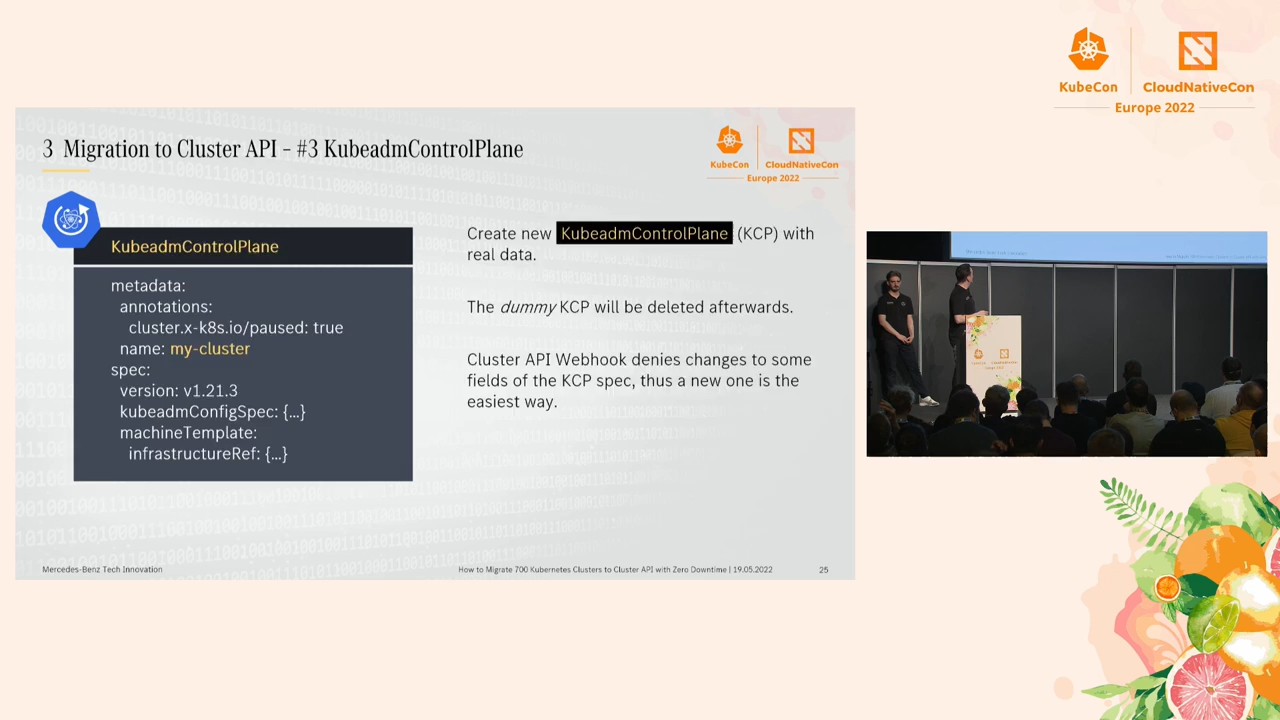 KubeCon
CloudNativeCon
Europe 2022
3 Migration to Cluster API – #3 KubeadmControlPlane
KubeCon
CloudNativeCon
Europe 2022
KubeadmControlPlane
metadata:
annotations:
cluster.x-k8s.io/paused: true
name: my-cluster
spec:
version: v1.21.3
kubeadmConfigSpec: {...}
machineTemplate:
infrastructureRef: {...}
Create new KubeadmControlPlane (KCP) with
real data.
The dummy KCP will be deleted afterwards.
Cluster API Webhook denies changes to some
fields of the KCP spec, thus a new one is the
easiest way.
Mercedes-Benz Tech Innovation
How to Migrate 700 Kubernetes Clusters to Cluster API with Zero Downtime | 19.05.2022
25